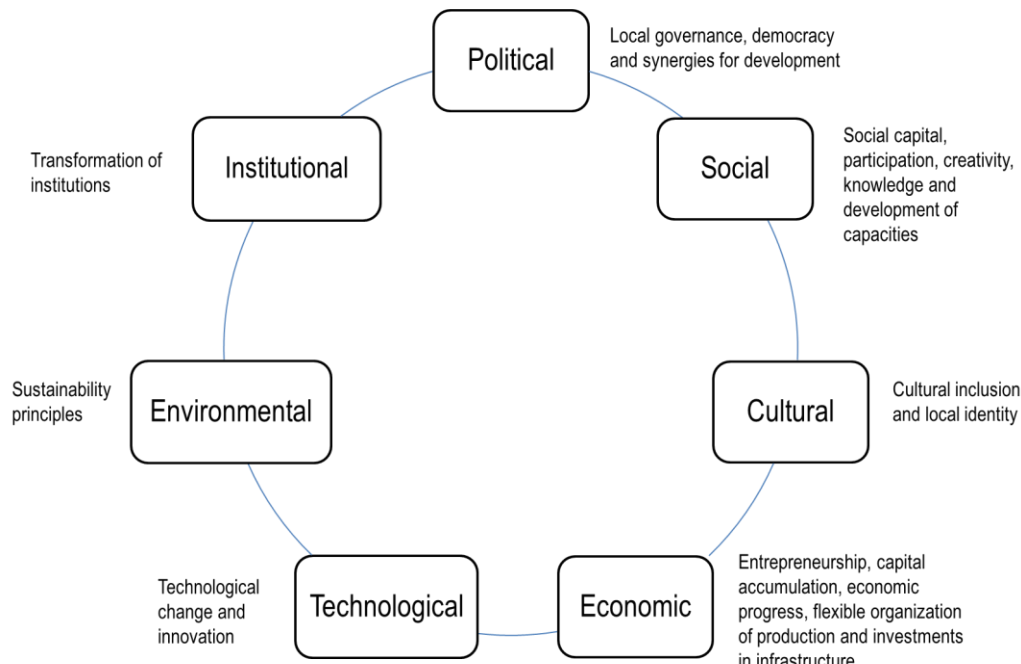 Political
Local governance, democracy
and synergies for development
Social
Social capital,
participation, creativity,
knowledge and
development of
capacities
Cultural
Cultural inclusion
and local identity
Economic
Entrepreneurship, capital
accumulation, economic
progress, flexible organization
of production and investments
in infrastructure
Technological
Technological
change and
innovation
Environmental
Sustainability
principles
Institutional
Transformation of
institutions